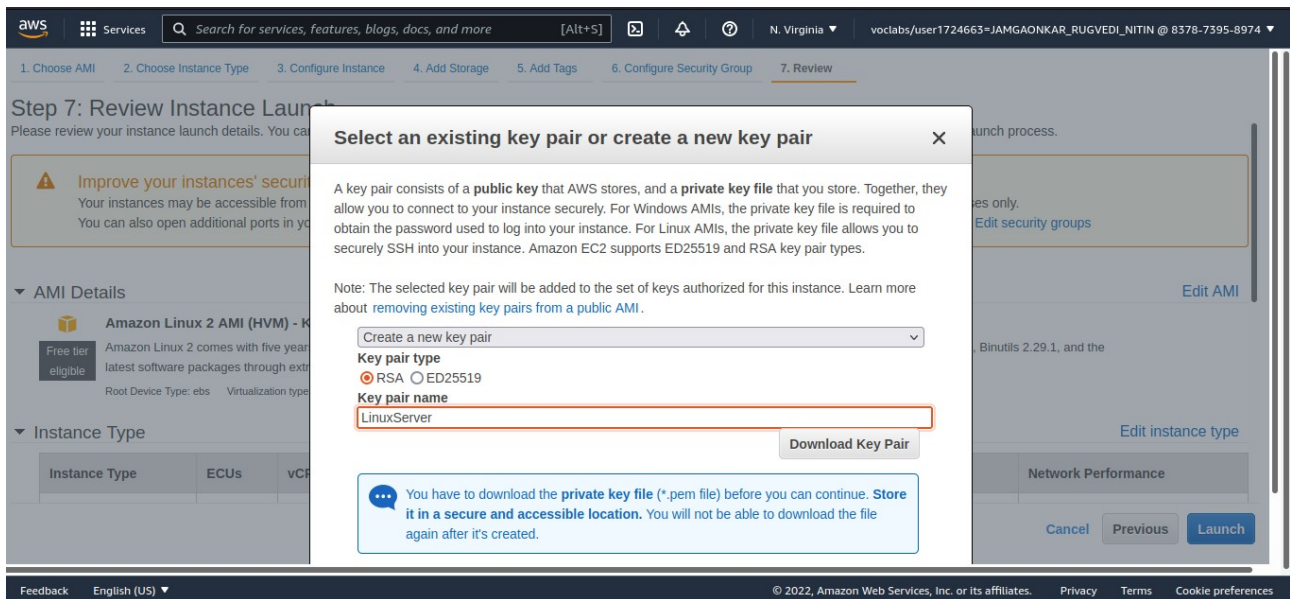 aws Services Search for services, features, blogs, docs, and more [Alt+S] N. Virginia ▼ voclabs/user1724663=JAMGAONKAR_RUGVEDI_NITIN @ 8378-7395-8974 ▼
1. Choose AMI 2. Choose Instance Type 3. Configure Instance 4. Add Storage 5. Add Tags 6. Configure Security Group 7. Review
Step 7: Review Instance Laun
Please review your instance launch details. You ca
aunch process.
Improve your instances' securit
Your instances may be accessible from
es only.
You can also open additional ports in yo
Edit security groups
AMI Details
Edit AMI
Amazon Linux 2 AMI (HVM) - K
Free tier
eligible
Amazon Linux 2 comes with five year
, Binutils 2.29.1, and the
latest software packages through extr
Root Device Type: ebs Virtualization type
Instance Type
Edit instance type
Instance Type ECUs vCP
Network Performance
Cancel Previous Launch
Select an existing key pair or create a new key pair
A key pair consists of a public key that AWS stores, and a private key file that you store. Together, they
allow you to connect to your instance securely. For Windows AMIs, the private key file is required to
obtain the password used to log into your instance. For Linux AMIs, the private key file allows you to
securely SSH into your instance. Amazon EC2 supports ED25519 and RSA key pair types.
Note: The selected key pair will be added to the set of keys authorized for this instance. Learn more
about removing existing key pairs from a public AMI.
Create a new key pair
Key pair type
RSA ED25519
Key pair name
LinuxServer
Download Key Pair
You have to download the private key file (*.pem file) before you can continue. Store
it in a secure and accessible location. You will not be able to download the file
again after it's created.
Feedback English (US) ▼ © 2022, Amazon Web Services, Inc. or its affiliates. Privacy Terms Cookie preferences